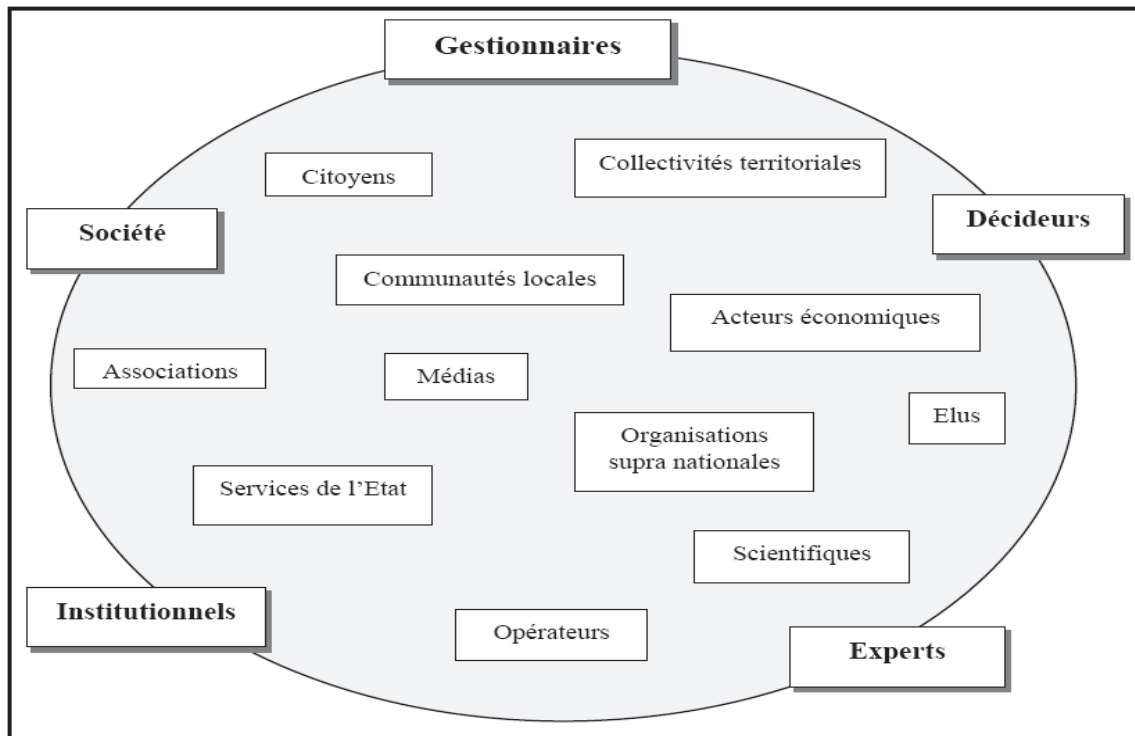 Gestionnaires
Citoyens
Collectivités territoriales
Société
Décideurs
Communautés locales
Acteurs économiques
Associations
Médias
Elus
Organisations
supra nationales
Services de l’Etat
Scientifiques
Institutionnels
Opérateurs
Experts